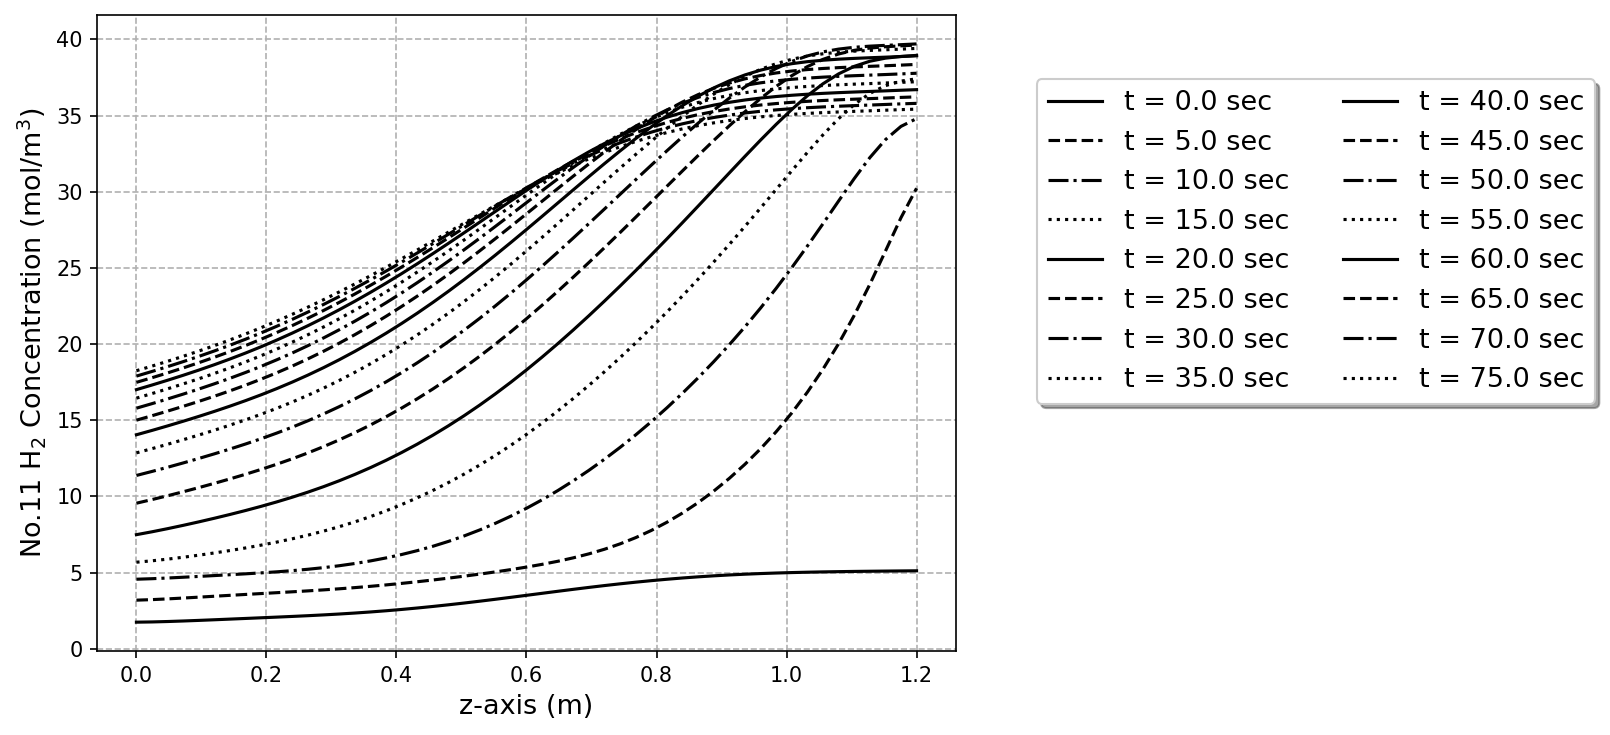 No.11 H₂ Concentration (mol/m³)
40
35
30
25
20
15
10
5
0
0.0 0.2 0.4 0.6 0.8 1.0 1.2
z-axis (m)
t = 0.0 sec
t = 5.0 sec
t = 10.0 sec
t = 15.0 sec
t = 20.0 sec
t = 25.0 sec
t = 30.0 sec
t = 35.0 sec
t = 40.0 sec
t = 45.0 sec
t = 50.0 sec
t = 55.0 sec
t = 60.0 sec
t = 65.0 sec
t = 70.0 sec
t = 75.0 sec